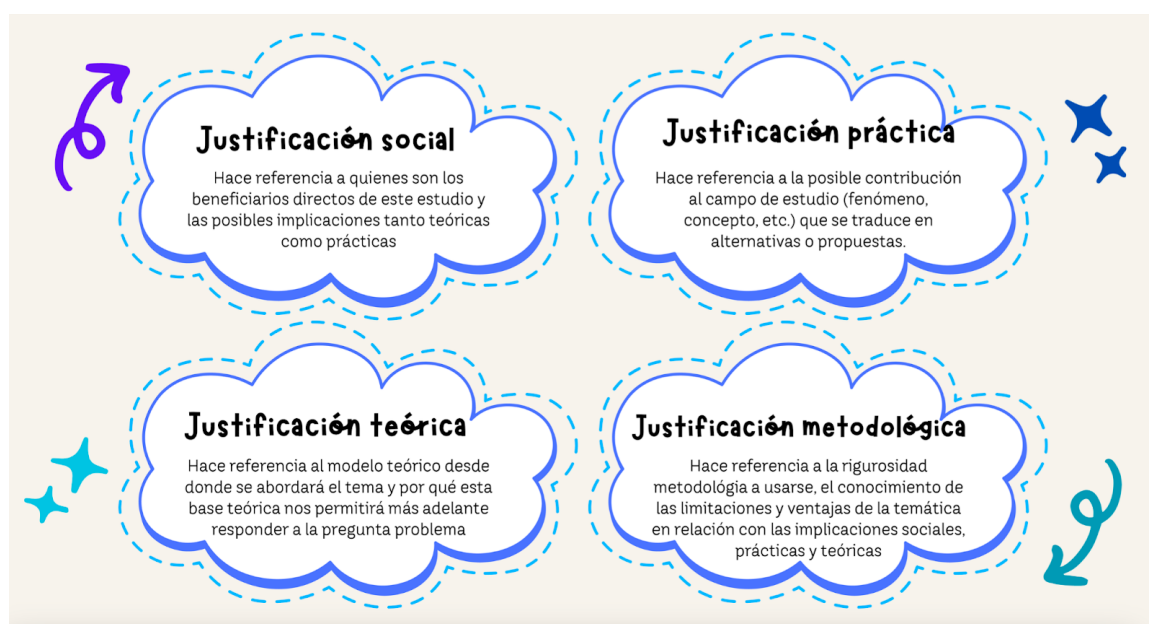 Justificación social
Hace referencia a quienes son los
beneficiarios directos de este estudio y
las posibles implicaciones tanto teóricas
como prácticas
Justificación práctica
Hace referencia a la posible contribución
al campo de estudio (fenómeno,
concepto, etc.) que se traduce en
alternativas o propuestas.
Justificación teórica
Hace referencia al modelo teórico desde
donde se abordará el tema y por qué esta
base teórica nos permitirá más adelante
responder a la pregunta problema
Justificación metodológica
Hace referencia a la rigurosidad
metodológia a usarse, el conocimiento de
las limitaciones y ventajas de la temática
en relación con las implicaciones sociales,
prácticas y teóricas